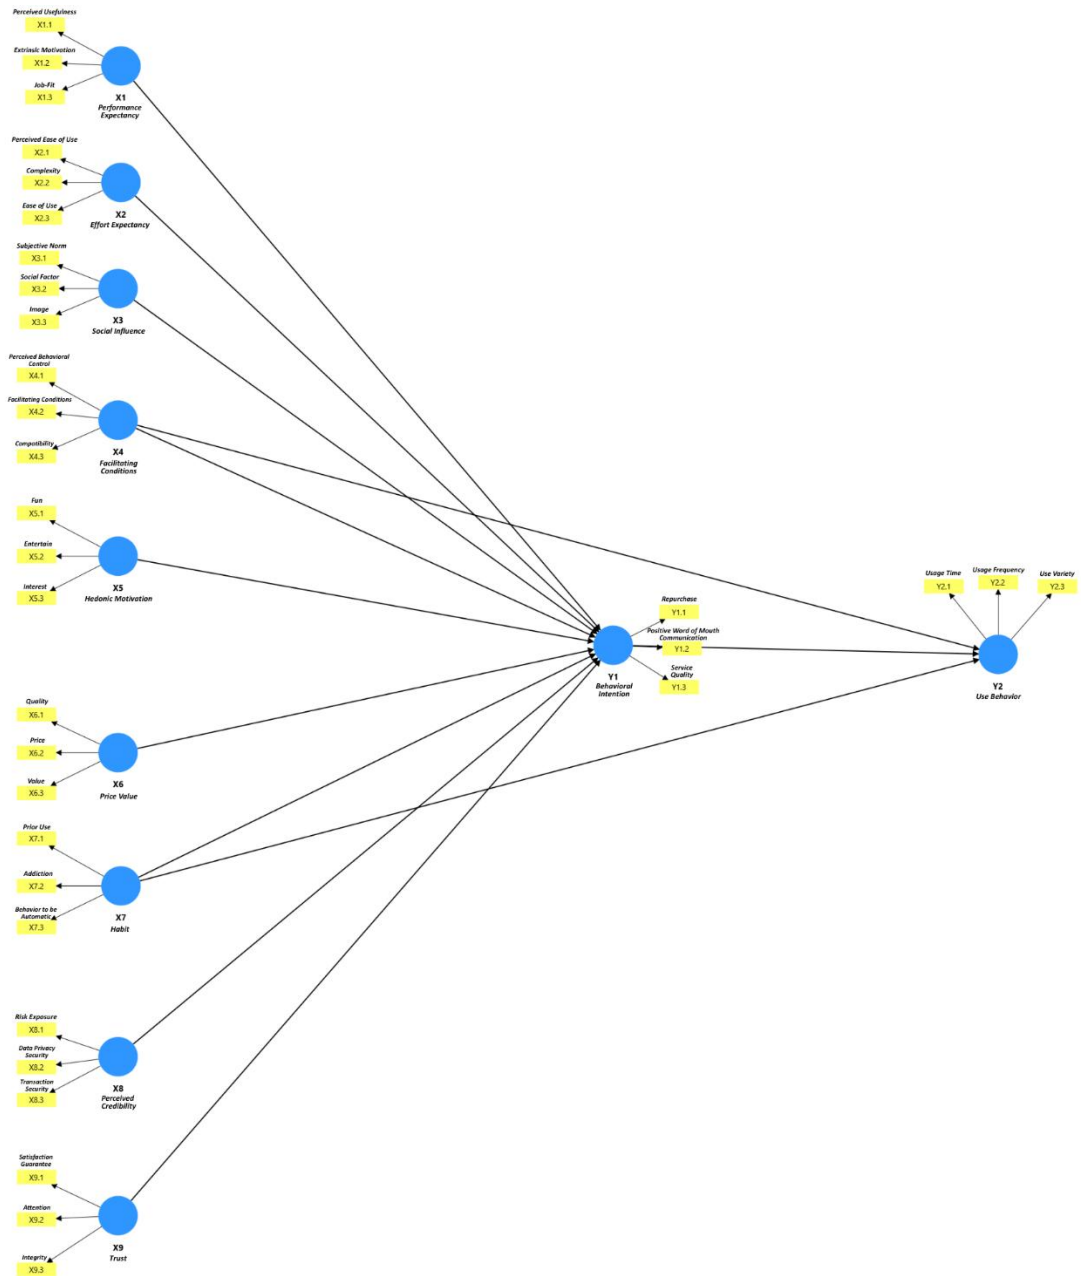 Perceived Usefulness
X1.1
Extrinsic Motivation
X1.2
Job-Fit
X1.3
X1
Performance
Expectancy
Perceived Ease of Use
X2.1
Complexity
X2.2
Ease of Use
X2.3
X2
Effort Expectancy
Subjective Norm
X3.1
Social Factor
X3.2
Image
X3.3
X3
Social Influence
Perceived Behavioral
Control
X4.1
Facilitating Conditions
X4.2
Compatibility
X4.3
X4
Facilitating
Conditions
Fun
X5.1
Entertain
X5.2
Interest
X5.3
X5
Hedonic Motivation
Repurchase
Y1.1
Positive Word of Mouth
Communication
Y1.2
Service
Quality
Y1.3
Y1
Behavioral
Intention
Usage Time
Y2.1
Usage Frequency
Y2.2
Use Variety
Y2.3
Y2
Use Behavior
Quality
X6.1
Price
X6.2
Value
X6.3
X6
Price Value
Prior Use
X7.1
Addiction
X7.2
Behavior to be
Automatic
X7.3
X7
Habit
Risk Exposure
X8.1
Data Privacy
Security
X8.2
Transaction
Security
X8.3
X8
Perceived
Credibility
Satisfaction
Guarantee
X9.1
Attention
X9.2
Integrity
X9.3
X9
Trust